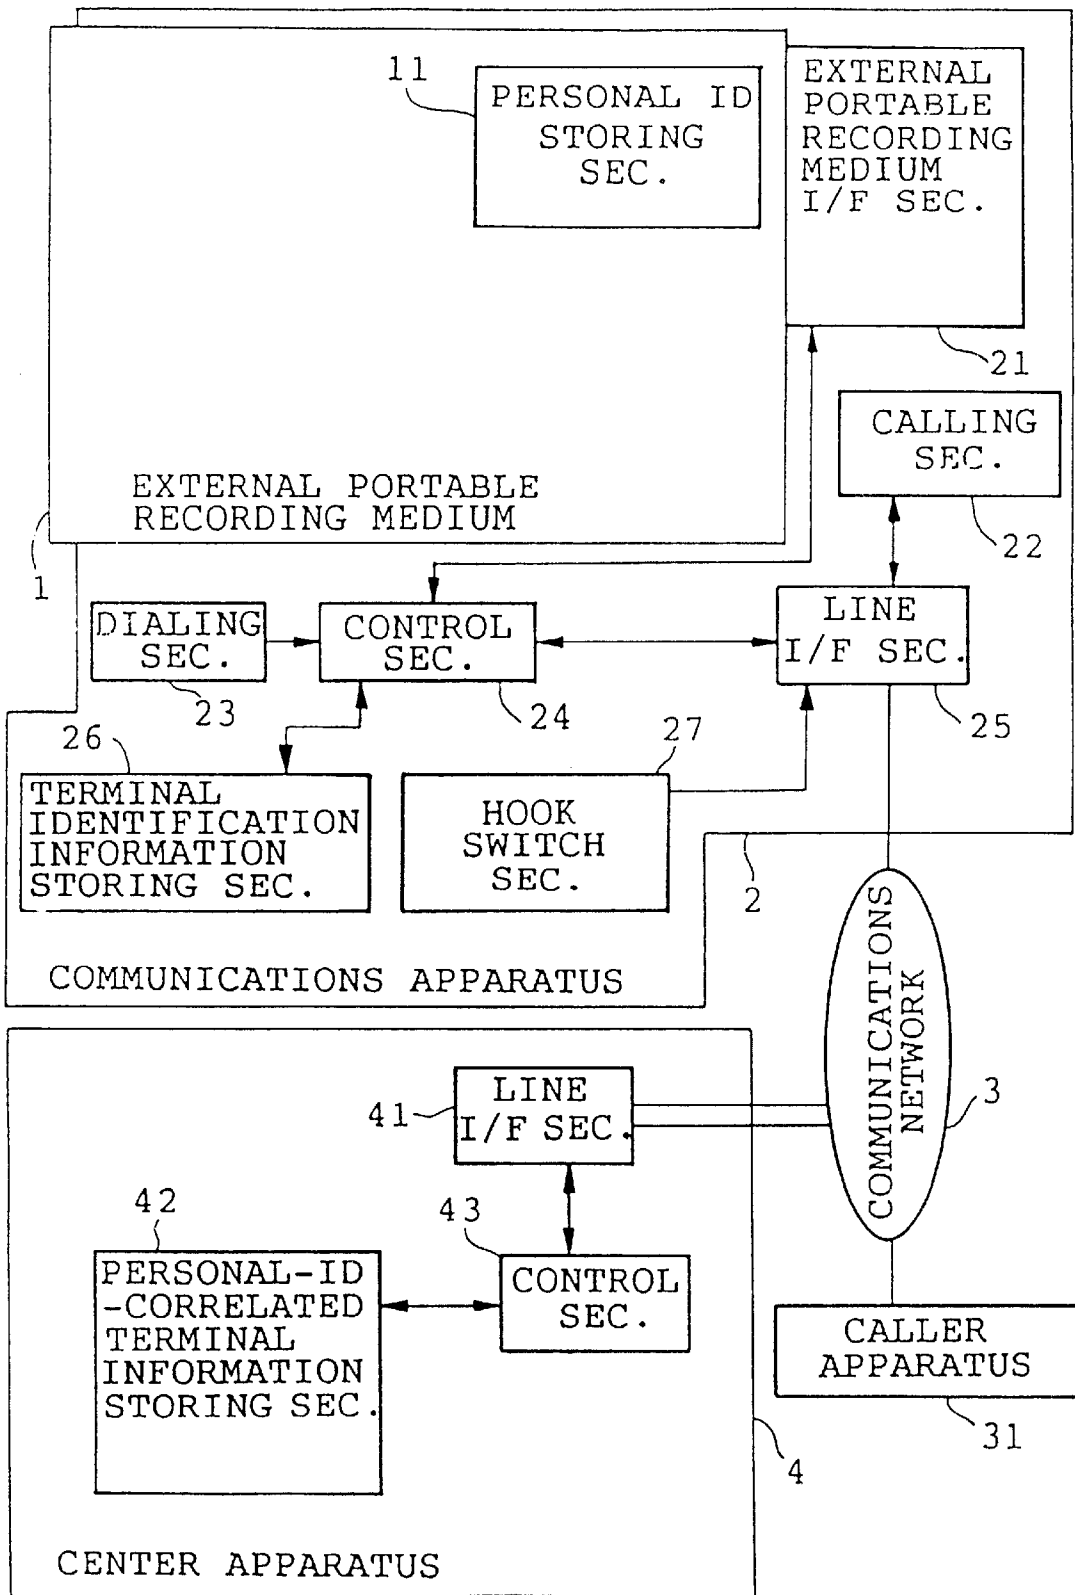 11
PERSONAL ID
STORING
SEC.
EXTERNAL
PORTABLE
RECORDING
MEDIUM
I/F SEC.
21
CALLING
SEC.
22
EXTERNAL PORTABLE
RECORDING MEDIUM
1
DIALING
SEC.
23
CONTROL
SEC.
24
LINE
I/F SEC.
25
26
TERMINAL
IDENTIFICATION
INFORMATION
STORING SEC.
27
HOOK
SWITCH
SEC.
2
COMMUNICATIONS APPARATUS
COMMUNICATIONS
NETWORK
3
41
LINE
I/F SEC.
42
PERSONAL-ID
-CORRELATED
TERMINAL
INFORMATION
STORING SEC.
43
CONTROL
SEC.
CALLER
APPARATUS
31
4
CENTER APPARATUS